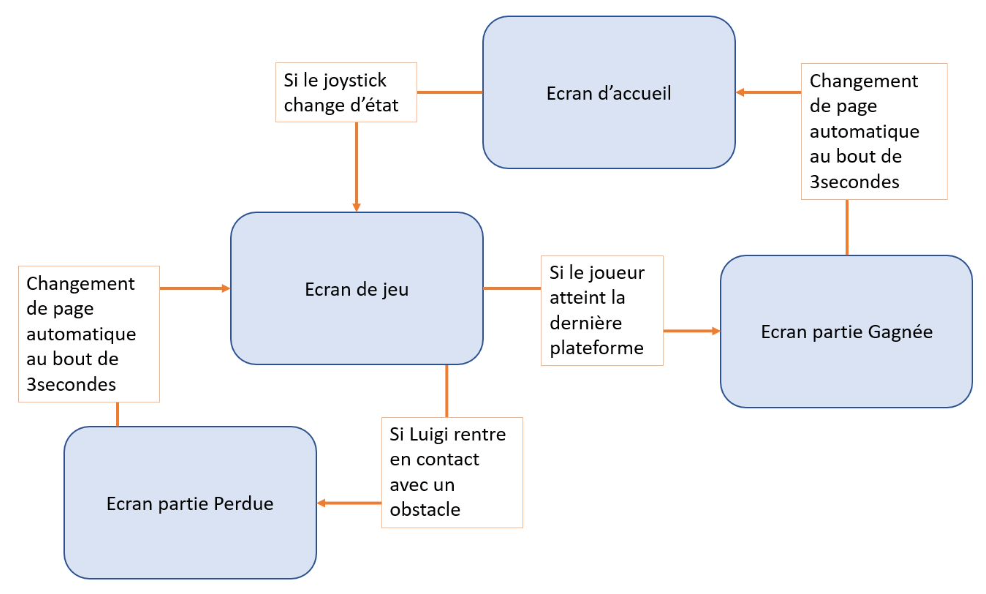 Ecran d’accueil
Si le joystick
change d’état
Changement
de page
automatique
au bout de
3secondes
Ecran de jeu
Changement
de page
automatique
au bout de
3secondes
Si le joueur
atteint la
dernière
plateforme
Ecran partie Gagnée
Si Luigi rentre
en contact
avec un
obstacle
Ecran partie Perdue